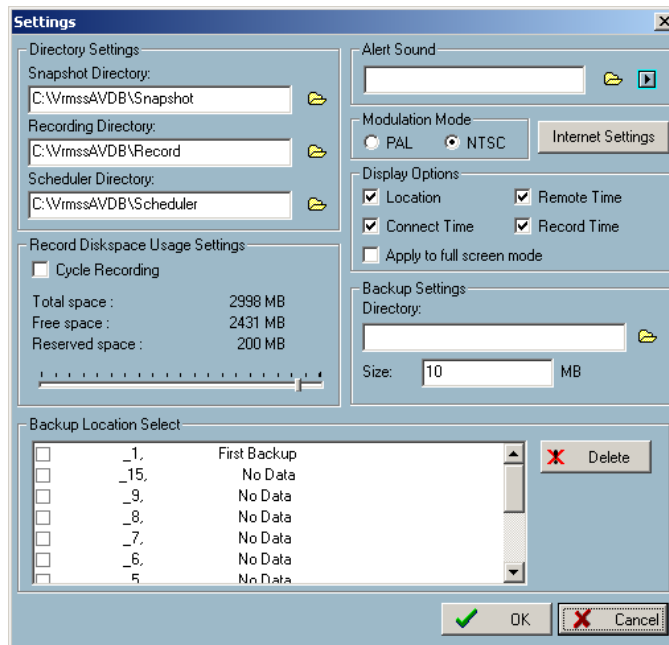 Settings
Directory Settings
Snapshot Directory:
C:\VrmssAVDB\Snapshot
Recording Directory:
C:\VrmssAVDB\Record
Scheduler Directory:
C:\VrmssAVDB\Scheduler
Record Diskspace Usage Settings
Cycle Recording
Total space : 2998 MB
Free space : 2431 MB
Reserved space : 200 MB
Alert Sound
Modulation Mode
PAL NTSC
Internet Settings
Display Options
Location Remote Time
Connect Time Record Time
Apply to full screen mode
Backup Settings
Directory:
Size: 10 MB
Backup Location Select
_1, First Backup
_15, No Data
_9, No Data
_8, No Data
_7, No Data
_6, No Data
_5, No Data
Delete
OK Cancel